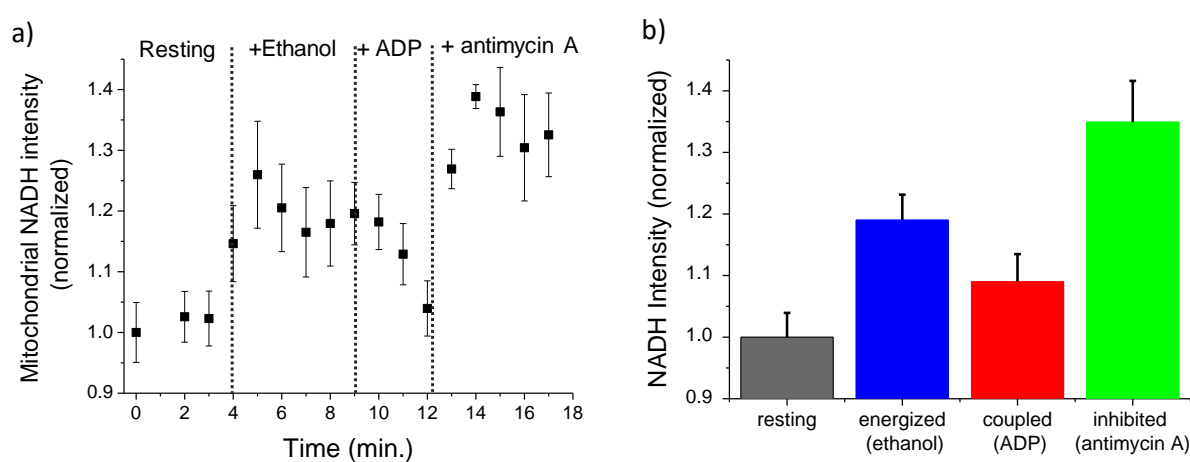 a)
Resting
+Ethanol
+ ADP
+ antimycin A
Mitochondrial NADH intensity
(normalized)
1.4
1.3
1.2
1.1
1.0
0.9
0
2
4
6
8
10
12
14
16
18
Time (min.)
b)
NADH Intensity (normalized)
1.4
1.3
1.2
1.1
1.0
0.9
resting
energized
(ethanol)
coupled
(ADP)
inhibited
(antimycin A)